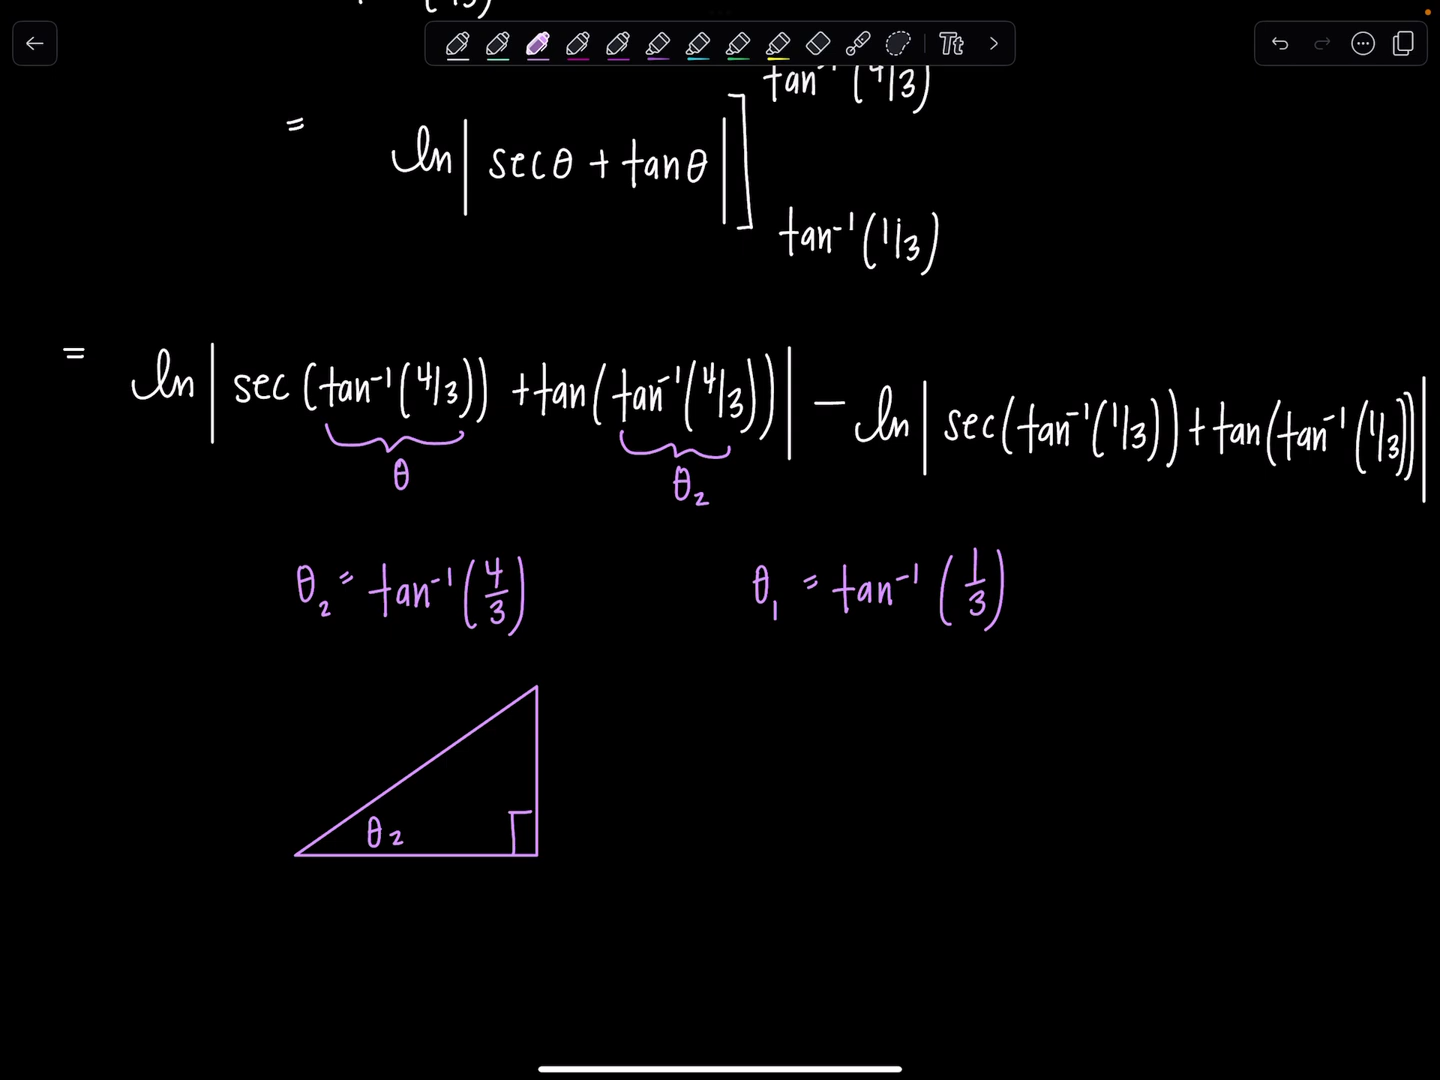 Tt
tan⁻¹(4/3)
= ln|secθ + tanθ|]
tan⁻¹(1/3)
= ln|sec(tan⁻¹(4/3)) + tan(tan⁻¹(4/3))| − ln|sec(tan⁻¹(1/3)) + tan(tan⁻¹(1/3))|
θ θ₂
θ₂ = tan⁻¹(4/3) θ₁ = tan⁻¹(1/3)
θ₂